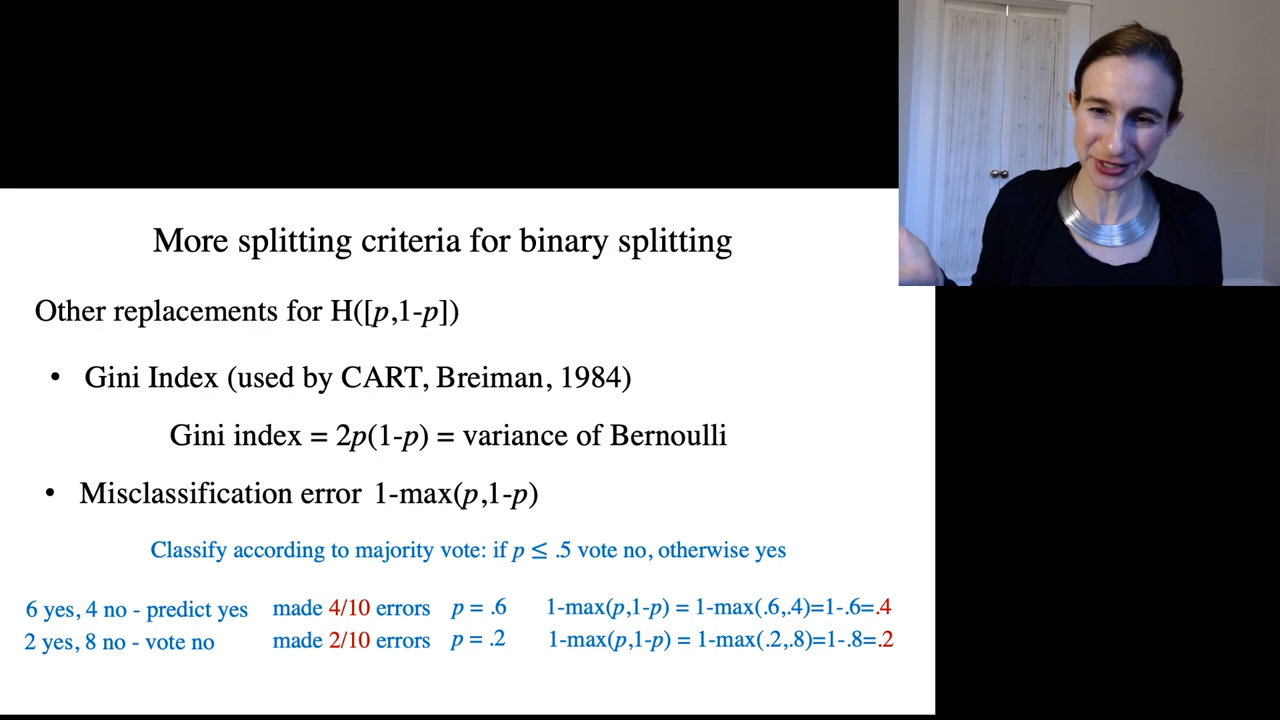 More splitting criteria for binary splitting
Other replacements for H([p,1-p])
• Gini Index (used by CART, Breiman, 1984)
Gini index = 2p(1-p) = variance of Bernoulli
• Misclassification error 1-max(p,1-p)
Classify according to majority vote: if p ≤ .5 vote no, otherwise yes
6 yes, 4 no - predict yes made 4/10 errors p = .6 1-max(p,1-p) = 1-max(.6,.4)=1-.6=.4
2 yes, 8 no - vote no made 2/10 errors p = .2 1-max(p,1-p) = 1-max(.2,.8)=1-.8=.2